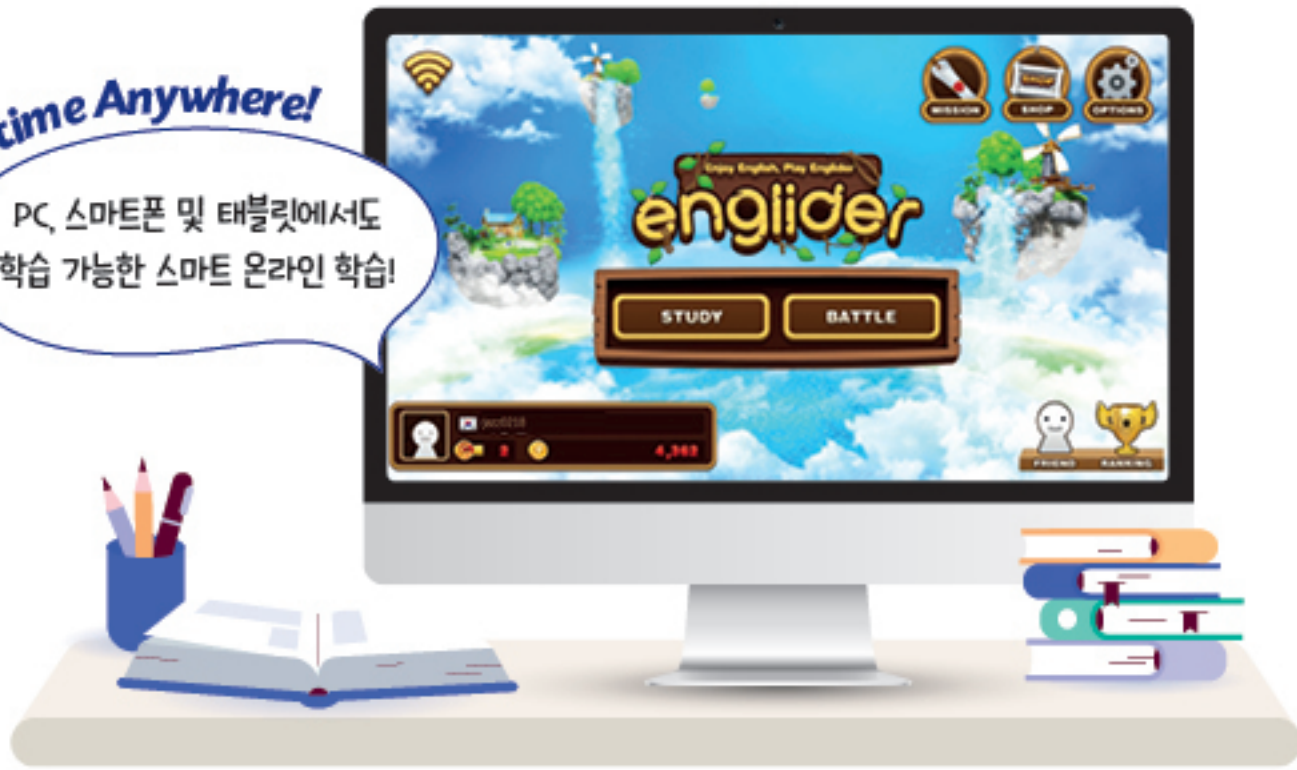 time Anywhere!
PC, 스마트폰 및 태블릿에서도
학습 가능한 스마트 온라인 학습!
MISSION
SHOP
OPTIONS
Enjoy English, Play Englider
englider
STUDY
BATTLE
2
4,362
FRIEND
RANKING